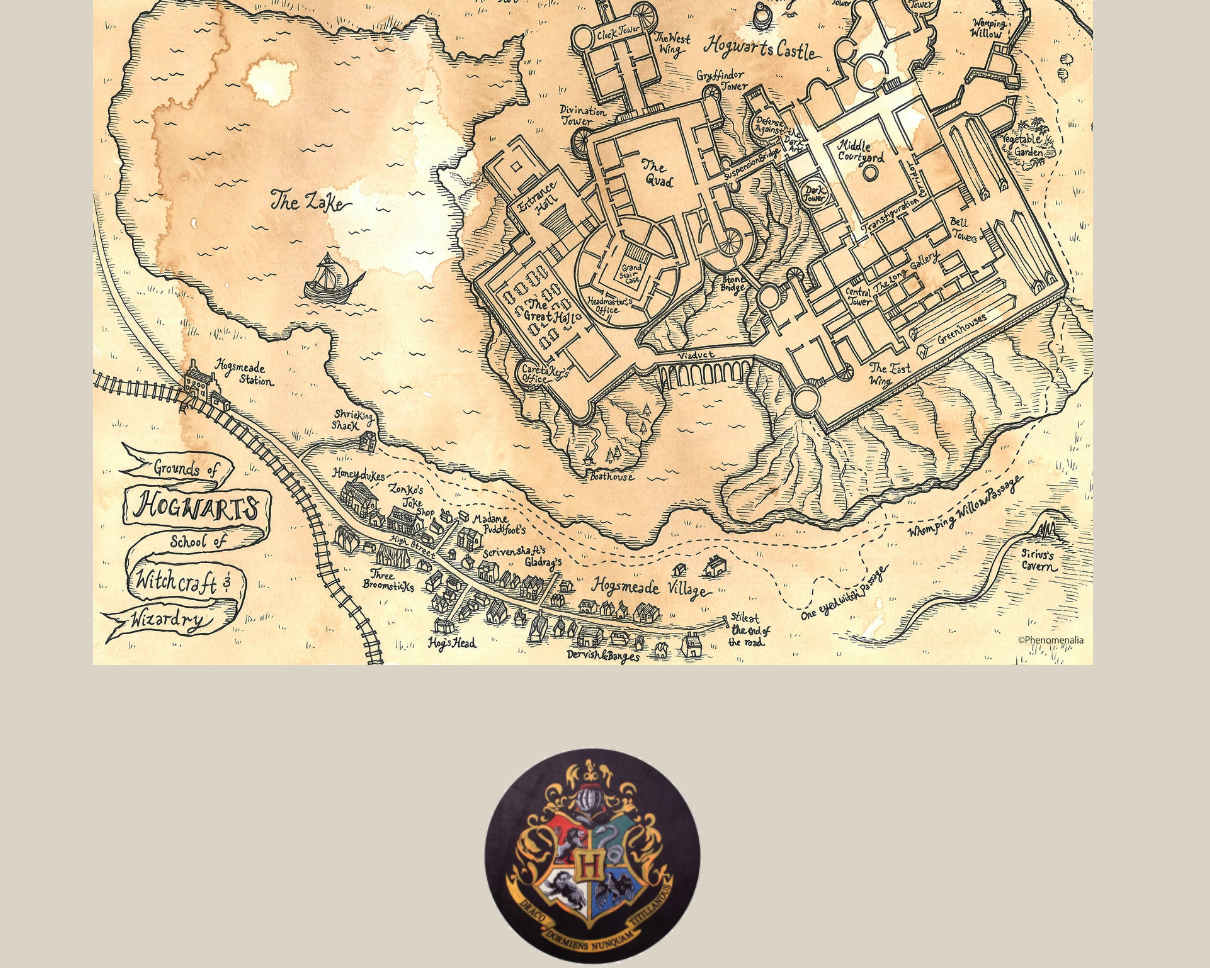 Clock Tower
The West
Wing
Hogwarts Castle
Tower
Tower
Womping
Willow
Gryffindor
Tower
Divination
Tower
Defense
Against the
Dark
Arts
Vegetable
Garden
The
Quad
Middle
Courtyard
Suspension Bridge
Entrance
Hall
Dark
Tower
Transfiguration
The Lake
Bell
Towers
Grand
Stair
Case
Stone
Bridge
Central
Tower
The Long Gallery
Headmaster's
Office
The
Great Hall
Greenhouses
Viaduct
The East
Wing
Caretaker's
Office
Hogsmeade
Station
Shrieking
Shack
Boathouse
Grounds of
HOGWARTS
School of
Witchcraft &
Wizardry
Honeydukes
Zonko's
Joke
Shop
Madame
Puddfoot's
High Street
Scrivenshaft's
Gladrag's
Three
Broomsticks
Hogsmeade Village
Hog's Head
Dervish & Banges
Stile at
the end of
the road
One eyed witch Passage
Whomping Willow Passage
Sirius's
Cavern
©Phenomenalia
H
DRACO DORMIENS NUNQUAM TITILLANDUS